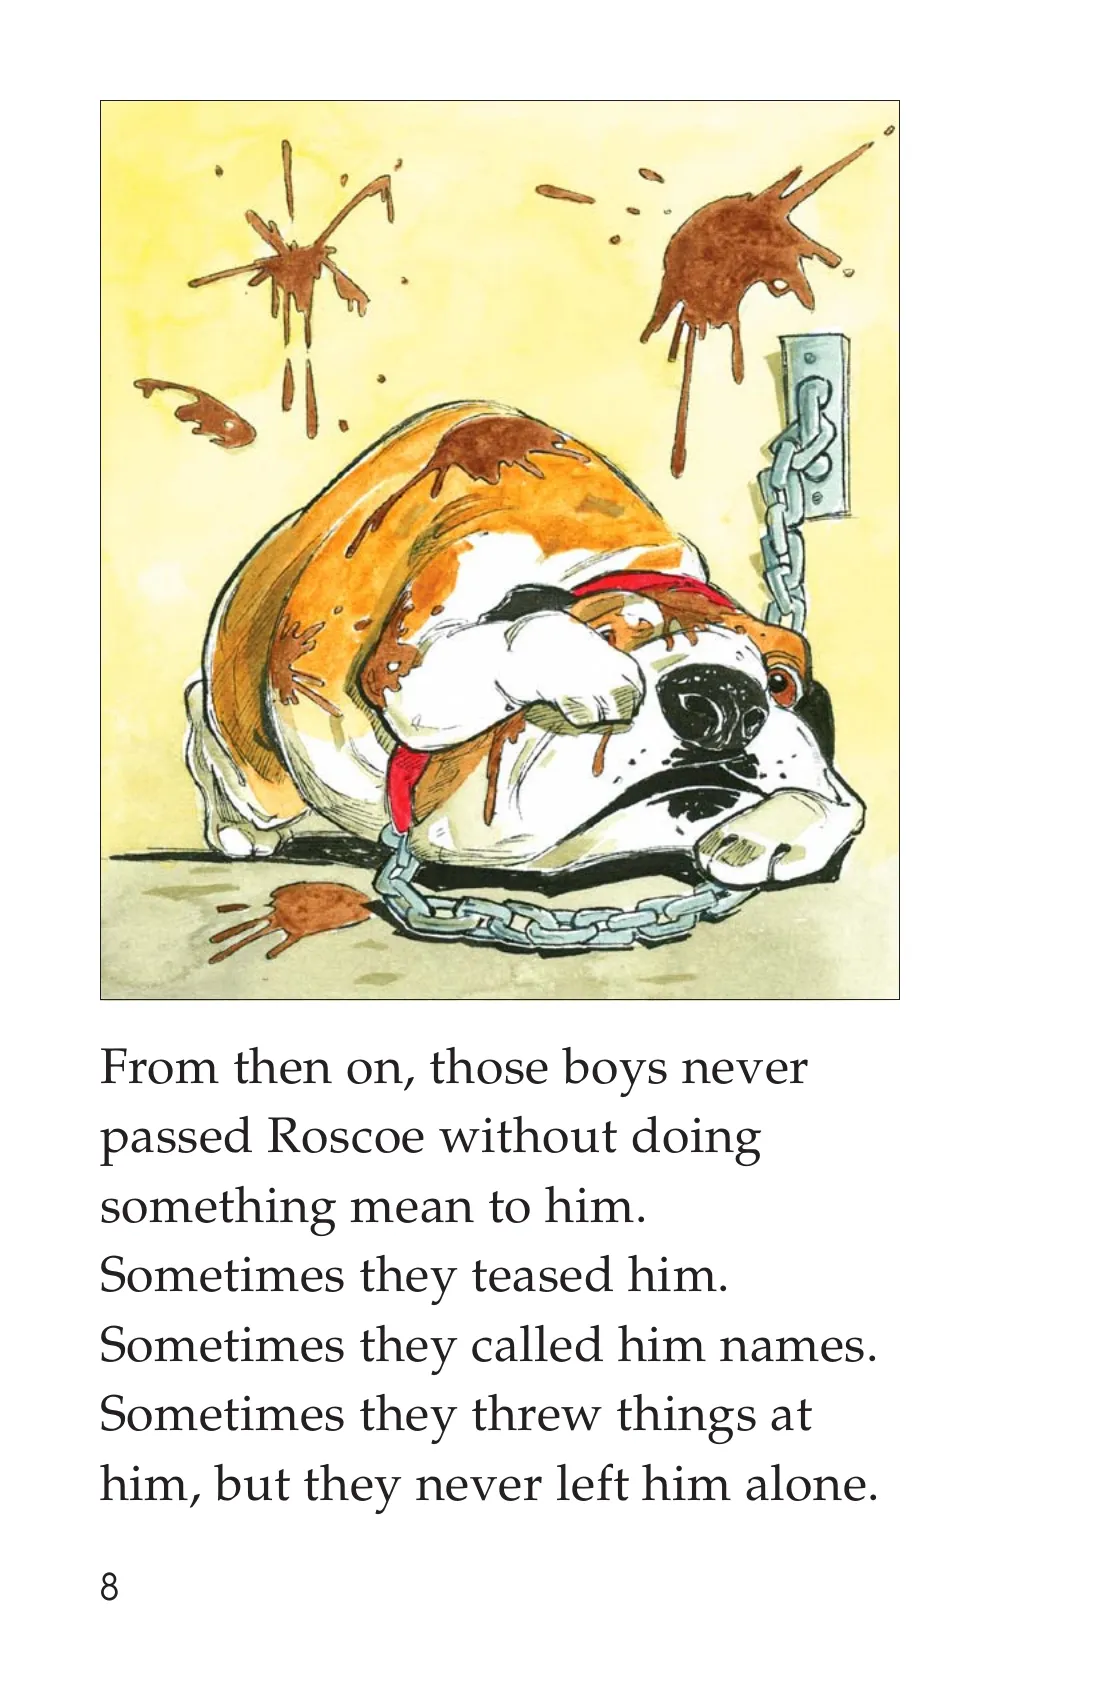 From then on, those boys never
passed Roscoe without doing
something mean to him.
Sometimes they teased him.
Sometimes they called him names.
Sometimes they threw things at
him, but they never left him alone.
8